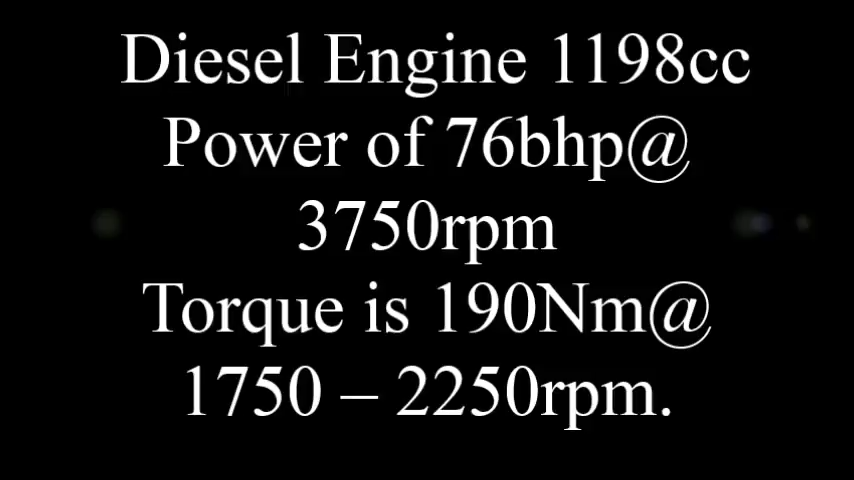 Diesel Engine 1198cc
Power of 76bhp@
3750rpm
Torque is 190Nm@
1750 – 2250rpm.